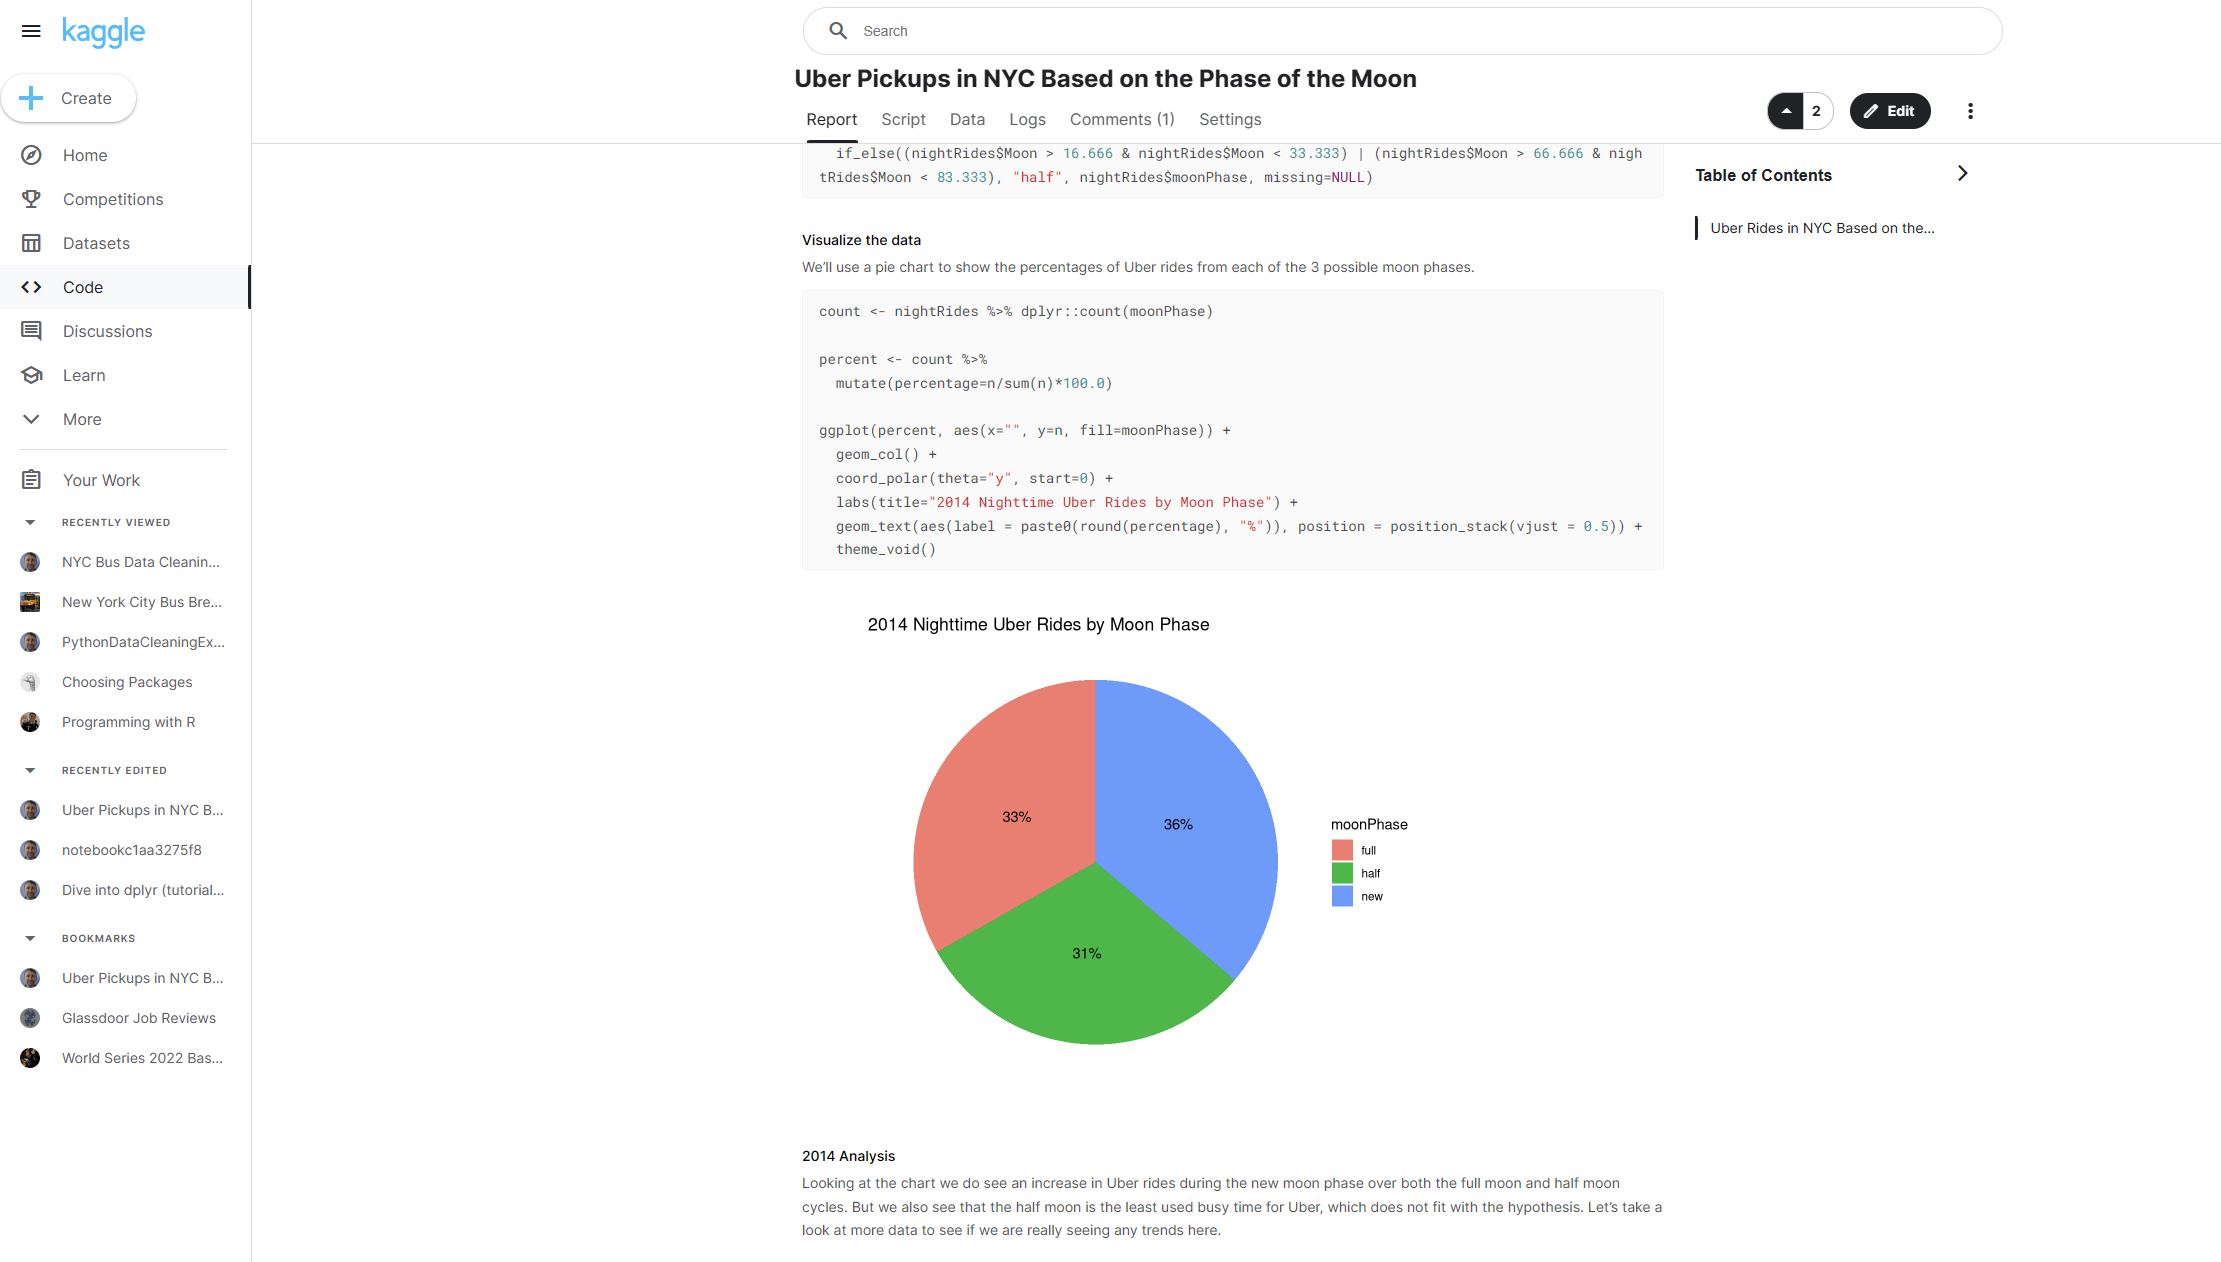 kaggle
Search
Create
Home
Competitions
Datasets
Code
Discussions
Learn
More
Your Work
RECENTLY VIEWED
NYC Bus Data Cleanin...
New York City Bus Bre...
PythonDataCleaningEx...
Choosing Packages
Programming with R
RECENTLY EDITED
Uber Pickups in NYC B...
notebookc1aa3275f8
Dive into dplyr (tutorial...
BOOKMARKS
Uber Pickups in NYC B...
Glassdoor Job Reviews
World Series 2022 Bas...
Uber Pickups in NYC Based on the Phase of the Moon
Report Script Data Logs Comments (1) Settings
2 Edit
if_else((nightRides$Moon > 16.666 & nightRides$Moon < 33.333) | (nightRides$Moon > 66.666 & nigh
tRides$Moon < 83.333), "half", nightRides$moonPhase, missing=NULL)
Visualize the data
We'll use a pie chart to show the percentages of Uber rides from each of the 3 possible moon phases.
count <- nightRides %>% dplyr::count(moonPhase)
percent <- count %>%
mutate(percentage=n/sum(n)*100.0)
ggplot(percent, aes(x="", y=n, fill=moonPhase)) +
geom_col() +
coord_polar(theta="y", start=0) +
labs(title="2014 Nighttime Uber Rides by Moon Phase") +
geom_text(aes(label = paste0(round(percentage), "%")), position = position_stack(vjust = 0.5)) +
theme_void()
2014 Nighttime Uber Rides by Moon Phase
33%
36%
31%
moonPhase
full
half
new
2014 Analysis
Looking at the chart we do see an increase in Uber rides during the new moon phase over both the full moon and half moon
cycles. But we also see that the half moon is the least used busy time for Uber, which does not fit with the hypothesis. Let's take a
look at more data to see if we are really seeing any trends here.
Table of Contents
Uber Rides in NYC Based on the...